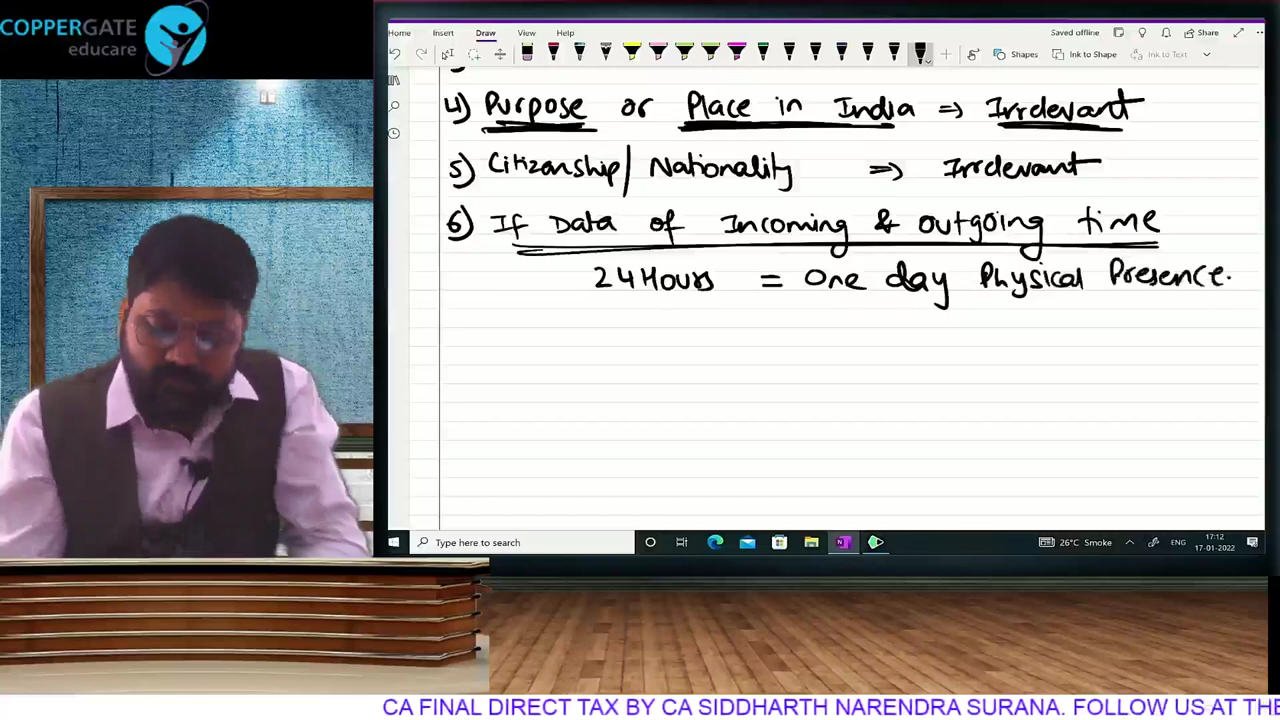 COPPERGATE
educare
Home Insert Draw View Help
Saved offline
Share
Shapes
Ink to Shape
Ink to Text
4) Purpose or Place in India ⇒ Irrelevant
5) Citizanship/ Nationality ⇒ Irrelevant
6) If Data of Incoming & outgoing time
24 Hours = One day Physical Presence.
Type here to search
26°C Smoke
ENG
17:12
17-01-2022
CA FINAL DIRECT TAX BY CA SIDDHARTH NARENDRA SURANA. FOLLOW US AT THE